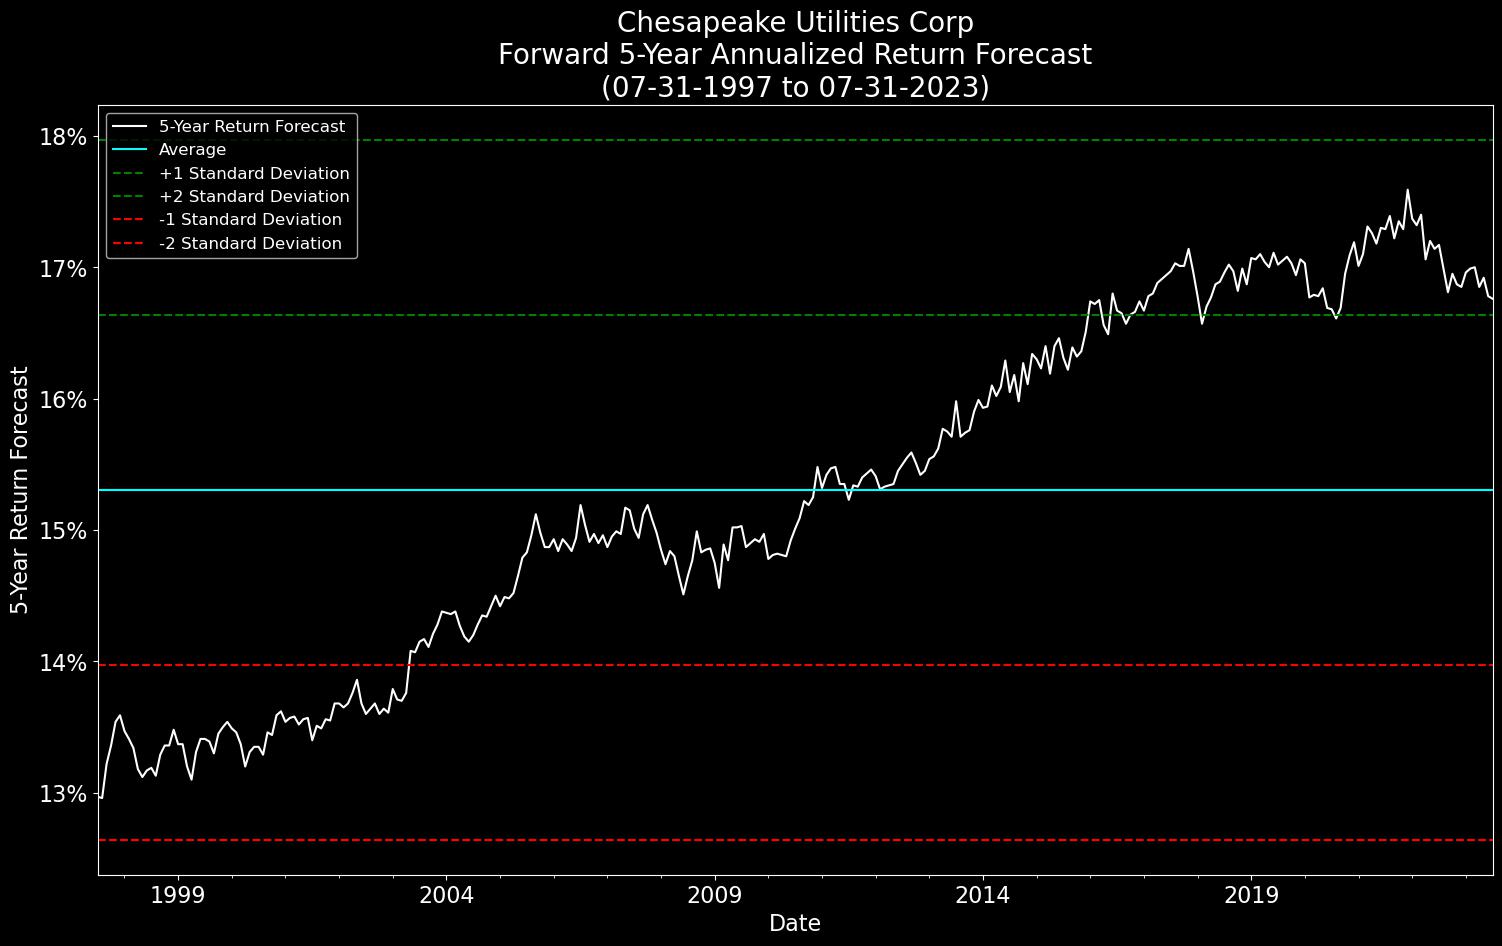 Chesapeake Utilities Corp
Forward 5-Year Annualized Return Forecast
(07-31-1997 to 07-31-2023)
5-Year Return Forecast
Average
+1 Standard Deviation
+2 Standard Deviation
-1 Standard Deviation
-2 Standard Deviation
18%
17%
16%
15%
14%
13%
5-Year Return Forecast
1999
2004
2009
2014
2019
Date